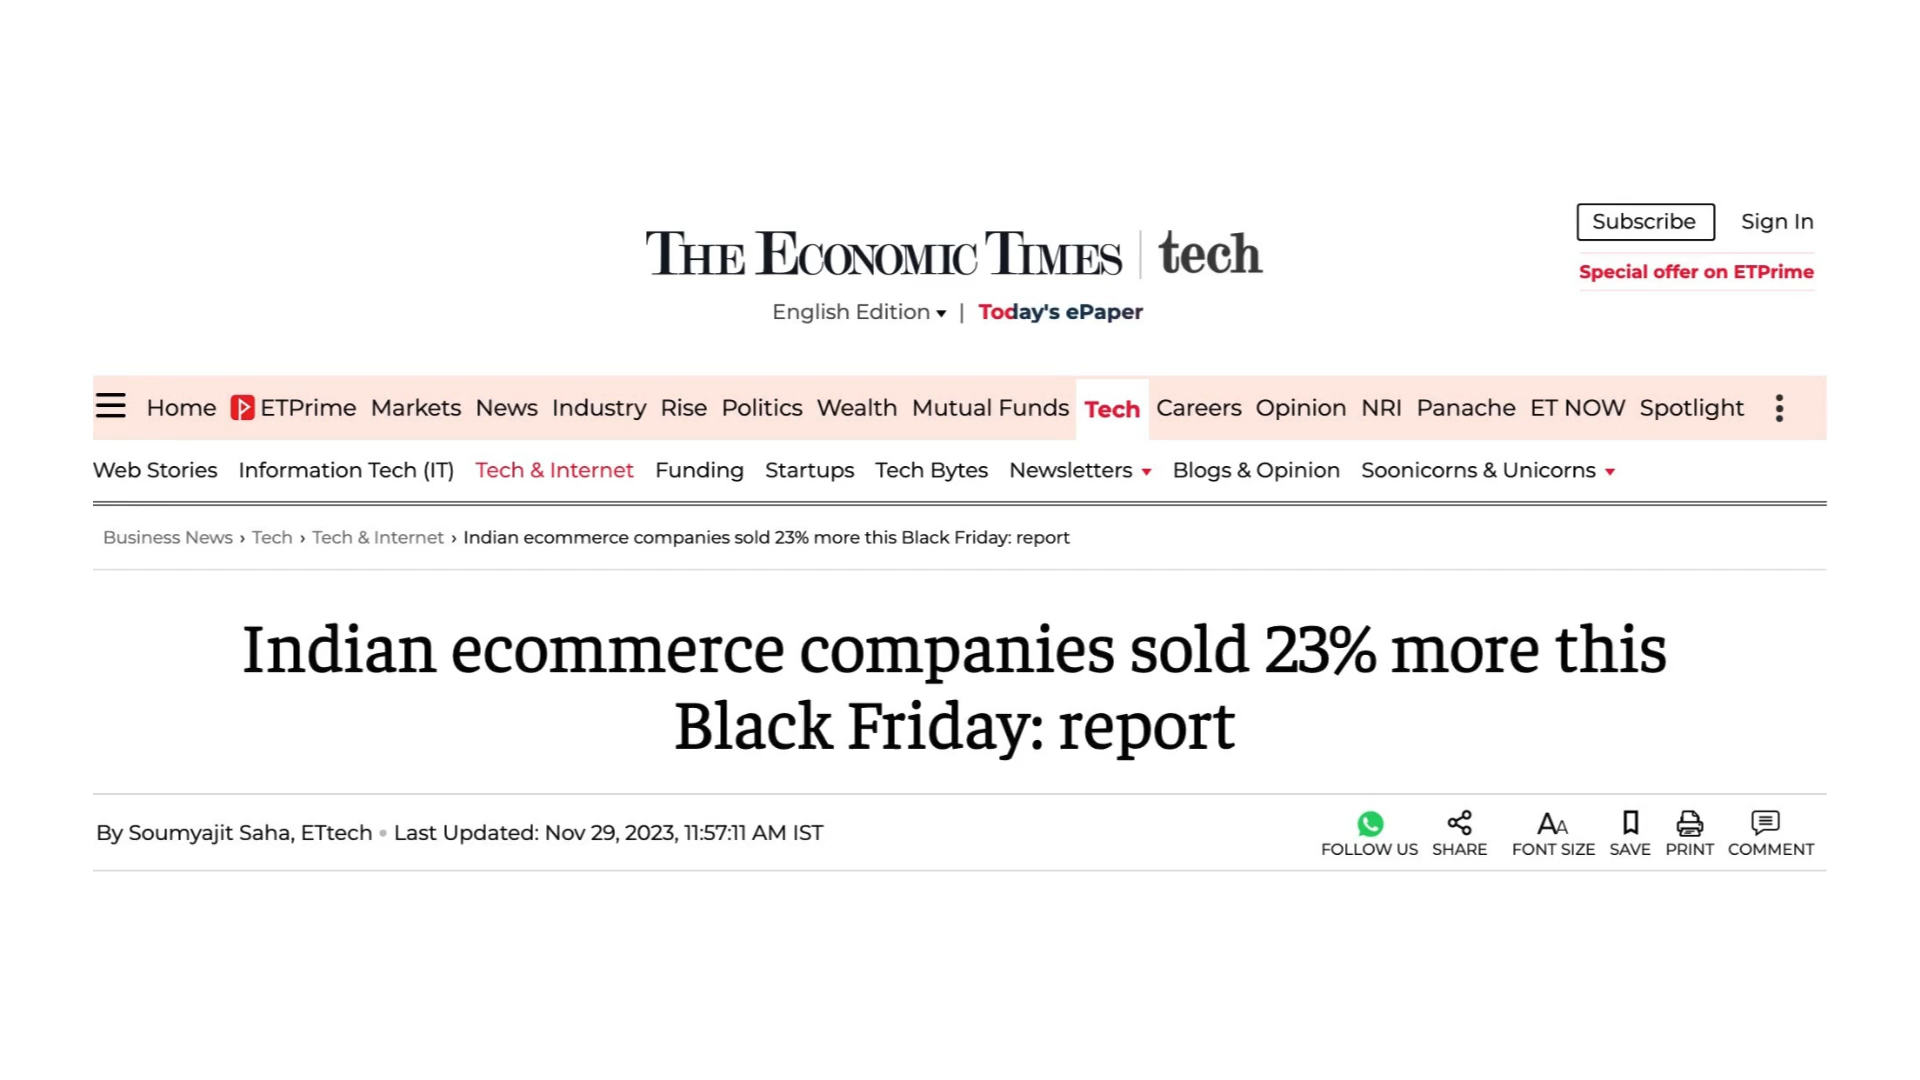 Subscribe Sign In
THE ECONOMIC TIMES | tech
Special offer on ETPrime
English Edition | Today's ePaper
Home ETPrime Markets News Industry Rise Politics Wealth Mutual Funds Tech Careers Opinion NRI Panache ET NOW Spotlight
Web Stories Information Tech (IT) Tech & Internet Funding Startups Tech Bytes Newsletters Blogs & Opinion Soonicorns & Unicorns
Business News › Tech › Tech & Internet › Indian ecommerce companies sold 23% more this Black Friday: report
Indian ecommerce companies sold 23% more this
Black Friday: report
By Soumyajit Saha, ETtech • Last Updated: Nov 29, 2023, 11:57:11 AM IST
FOLLOW US SHARE FONT SIZE SAVE PRINT COMMENT